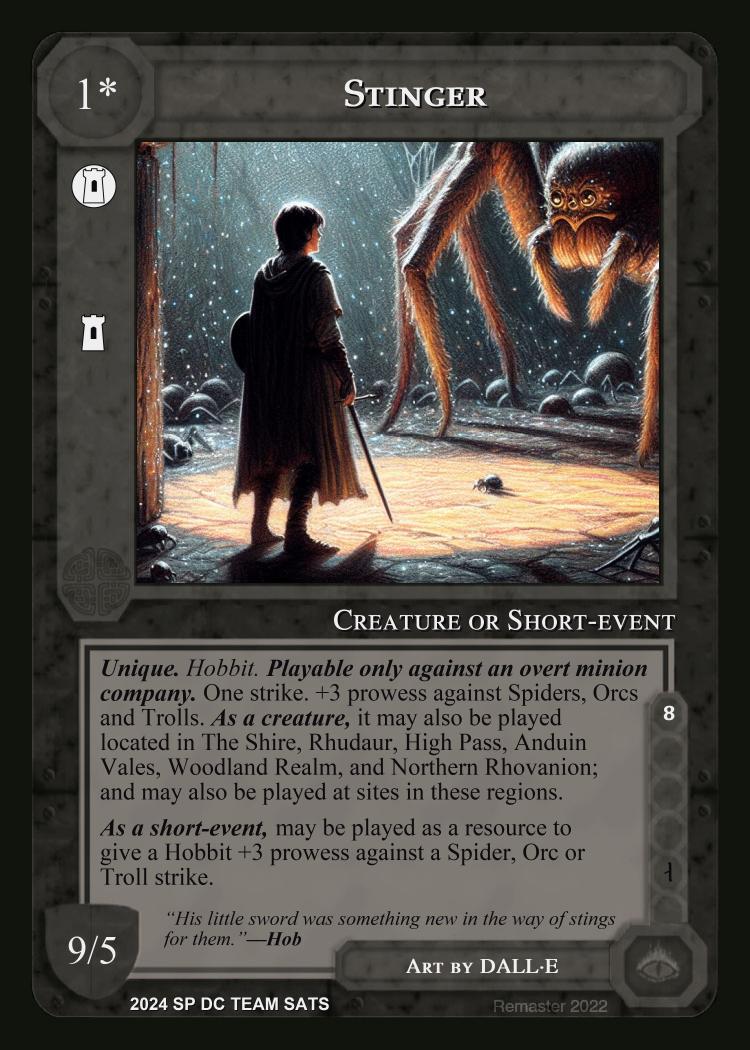 1*
STINGER
CREATURE OR SHORT-EVENT
Unique. Hobbit. Playable only against an overt minion
company. One strike. +3 prowess against Spiders, Orcs
and Trolls. As a creature, it may also be played
located in The Shire, Rhudaur, High Pass, Anduin
Vales, Woodland Realm, and Northern Rhovanion;
and may also be played at sites in these regions.
8
As a short-event, may be played as a resource to
give a Hobbit +3 prowess against a Spider, Orc or
Troll strike.
“His little sword was something new in the way of stings
for them.”—Hob
9/5
ART BY DALL·E
2024 SP DC TEAM SATS
Remaster 2022